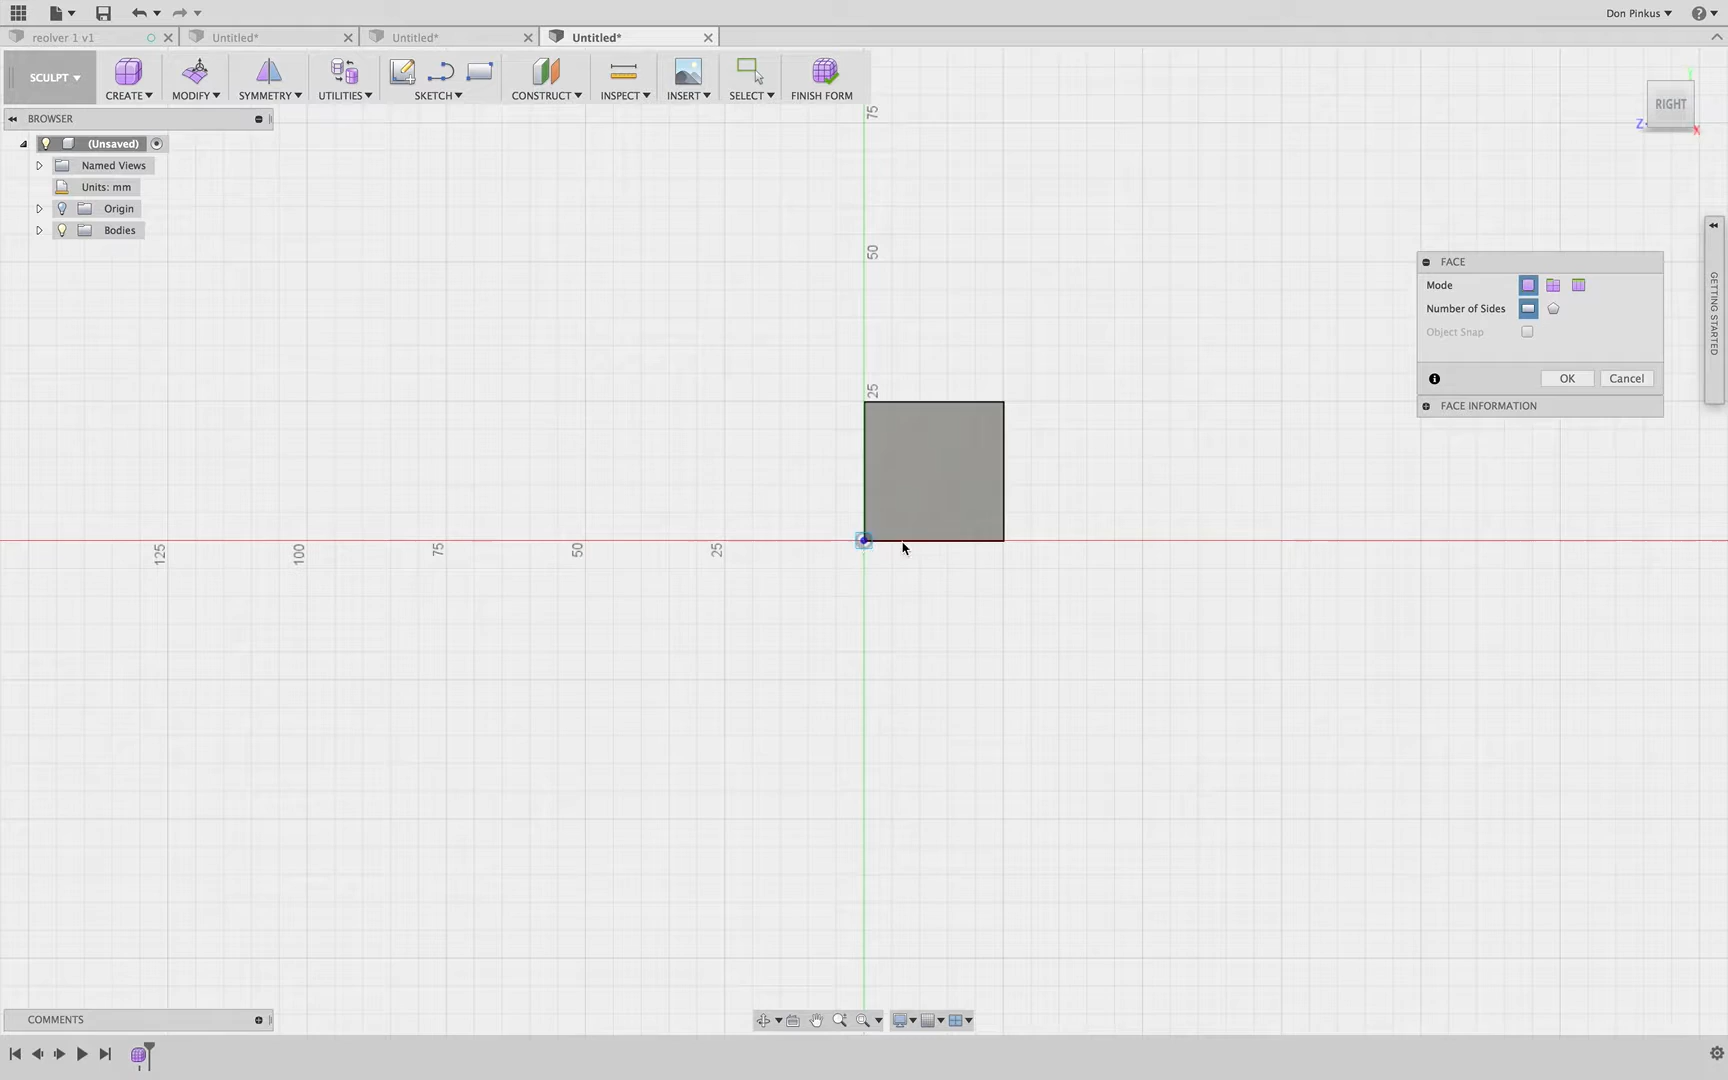 Don Pinkus
reolver 1 v1
Untitled*
Untitled*
Untitled*
SCULPT
CREATE
MODIFY
SYMMETRY
UTILITIES
SKETCH
CONSTRUCT
INSPECT
INSERT
SELECT
FINISH FORM
BROWSER
(Unsaved)
Named Views
Units: mm
Origin
Bodies
75
50
25
125
100
75
50
25
RIGHT
Z
X
Y
FACE
Mode
Number of Sides
Object Snap
OK
Cancel
FACE INFORMATION
GETTING STARTED
COMMENTS